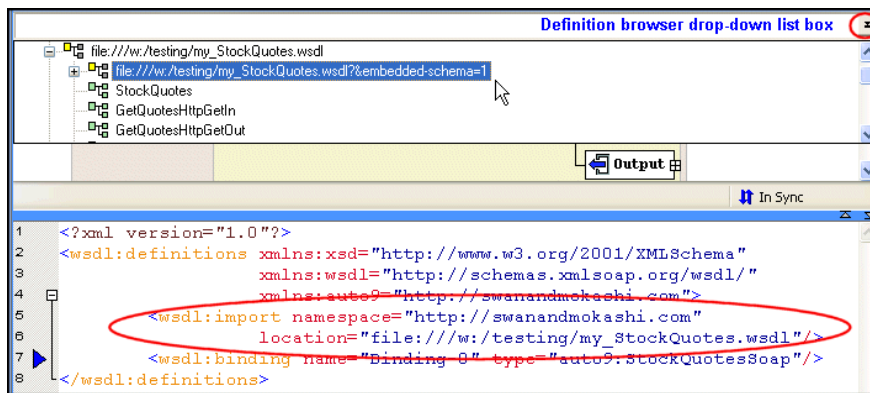 Definition browser drop-down list box
file:///w:/testing/my_StockQuotes.wsdl
file:///w:/testing/my_StockQuotes.wsdl?&embedded-schema=1
StockQuotes
GetQuotesHttpGetIn
GetQuotesHttpGetOut
Output
In Sync
1 <?xml version="1.0"?>
2 <wsdl:definitions xmlns:xsd="http://www.w3.org/2001/XMLSchema"
3 xmlns:wsdl="http://schemas.xmlsoap.org/wsdl/"
4 xmlns:auto9="http://swanandmokashi.com">
5 <wsdl:import namespace="http://swanandmokashi.com"
6 location="file:///w:/testing/my_StockQuotes.wsdl"/>
7 <wsdl:binding name="Binding-0" type="auto9:StockQuotesSoap"/>
8 </wsdl:definitions>